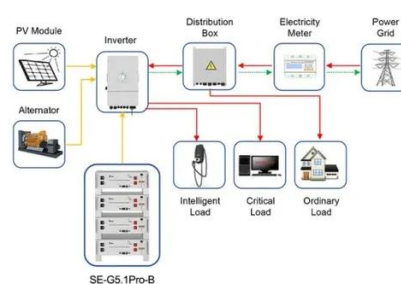 PV Module
Inverter
Distribution
Box
Electricity
Meter
Power
Grid
Alternator
Intelligent
Load
Critical
Load
Ordinary
Load
SE-G5.1Pro-B